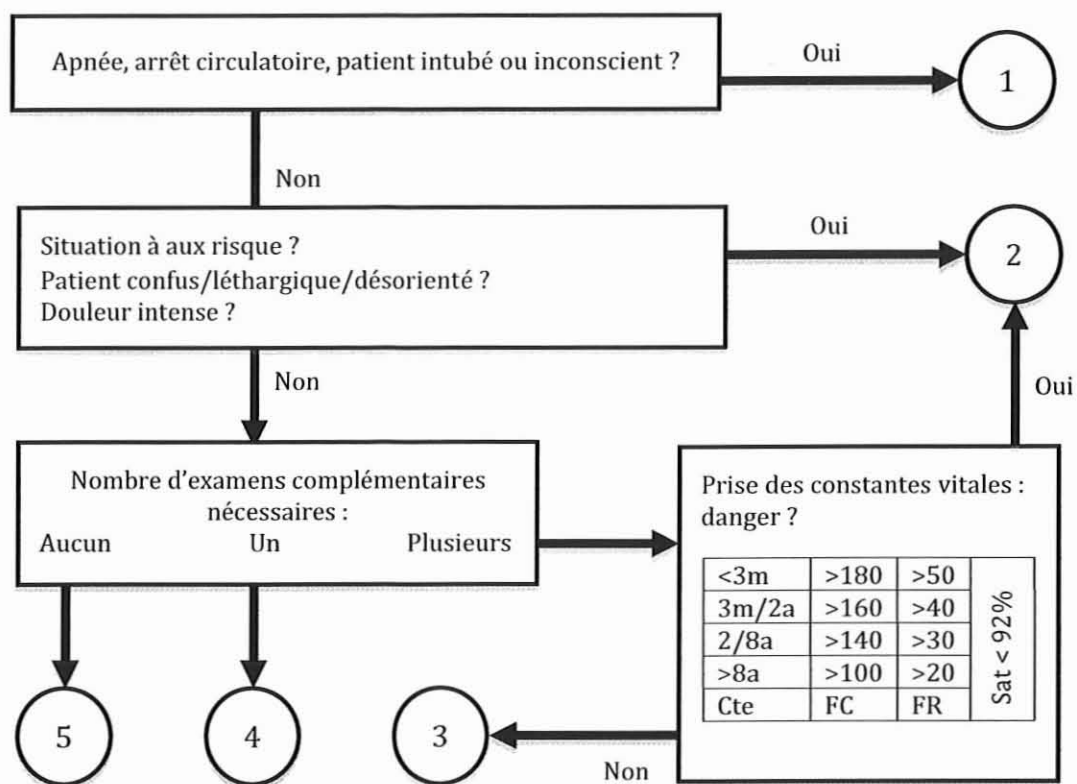 Apnée, arrêt circulatoire, patient intubé ou inconscient ?
Oui
1
Non
Situation à aux risque ?
Patient confus/léthargique/désorienté ?
Douleur intense ?
Oui
2
Non
Oui
Nombre d'examens complémentaires
nécessaires :
Aucun Un Plusieurs
Prise des constantes vitales :
danger ?
<3m >180 >50
3m/2a >160 >40
2/8a >140 >30
>8a >100 >20
Cte FC FR
Sat < 92%
5
4
3
Non